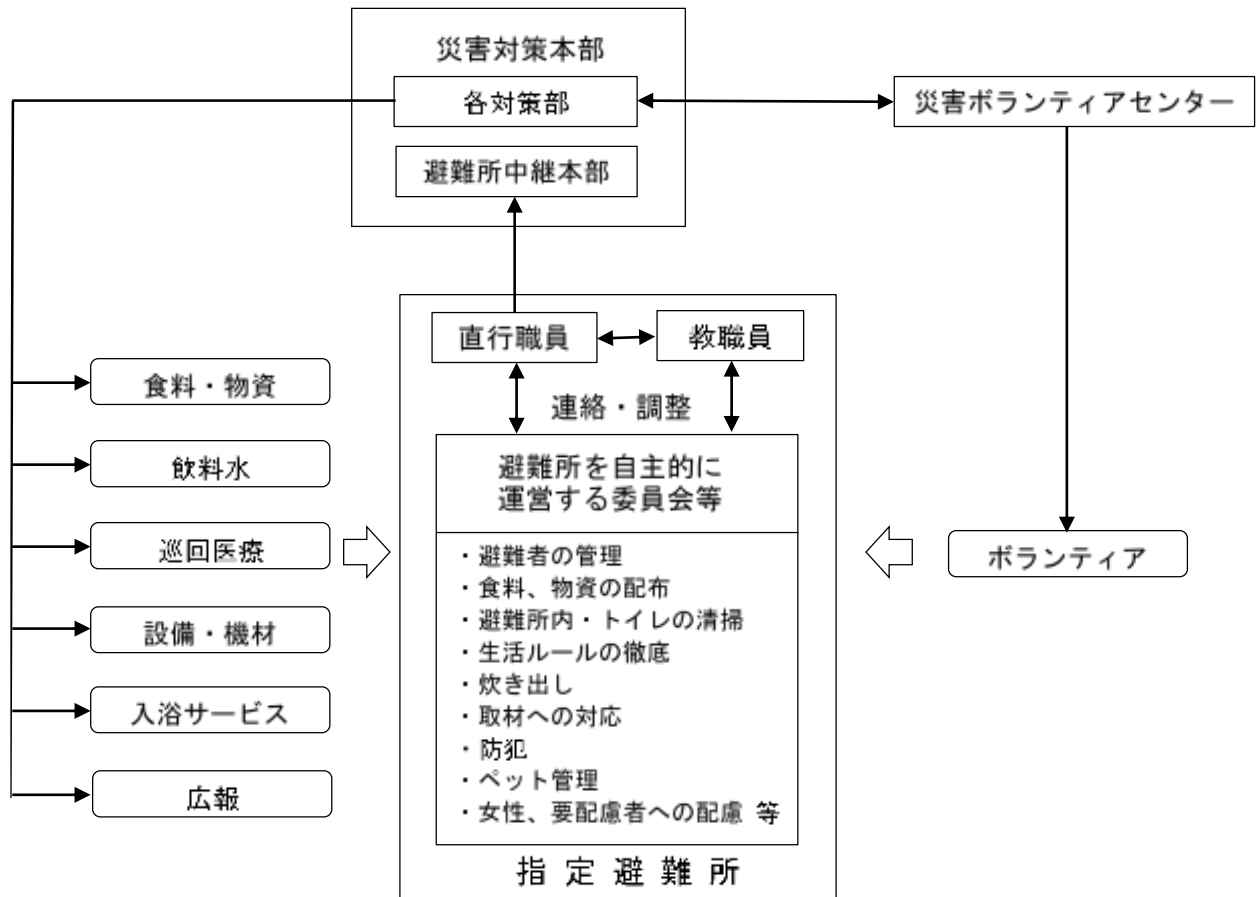 災害対策本部
各対策部
災害ボランティアセンター
避難所中継本部
直行職員
教職員
連絡・調整
食料・物資
飲料水
巡回医療
設備・機材
入浴サービス
広報
避難所を自主的に
運営する委員会等
・避難者の管理
・食料、物資の配布
・避難所内・トイレの清掃
・生活ルールの徹底
・炊き出し
・取材への対応
・防犯
・ペット管理
・女性、要配慮者への配慮 等
指定避難所
ボランティア